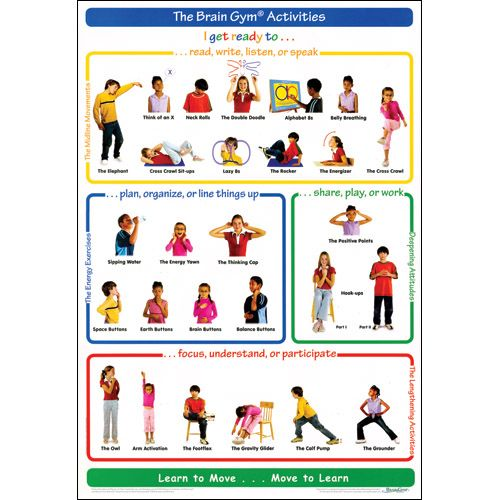 The Brain Gym® Activities
I get ready to . . .
. . . read, write, listen, or speak
The Midline Movements
X
Think of an X
Neck Rolls
The Double Doodle
Alphabet 8s
Belly Breathing
The Elephant
Cross Crawl Sit-ups
Lazy 8s
The Rocker
The Energizer
The Cross Crawl
. . . plan, organize, or line things up
The Energy Exercises
Sipping Water
The Energy Yawn
The Thinking Cap
Space Buttons
Earth Buttons
Brain Buttons
Balance Buttons
. . . share, play, or work
Deepening Attitudes
The Positive Points
Hook-ups
Part I
Part II
. . . focus, understand, or participate
The Lengthening Activities
The Owl
Arm Activation
The Footflex
The Gravity Glider
The Calf Pump
The Grounder
Learn to Move . . . Move to Learn